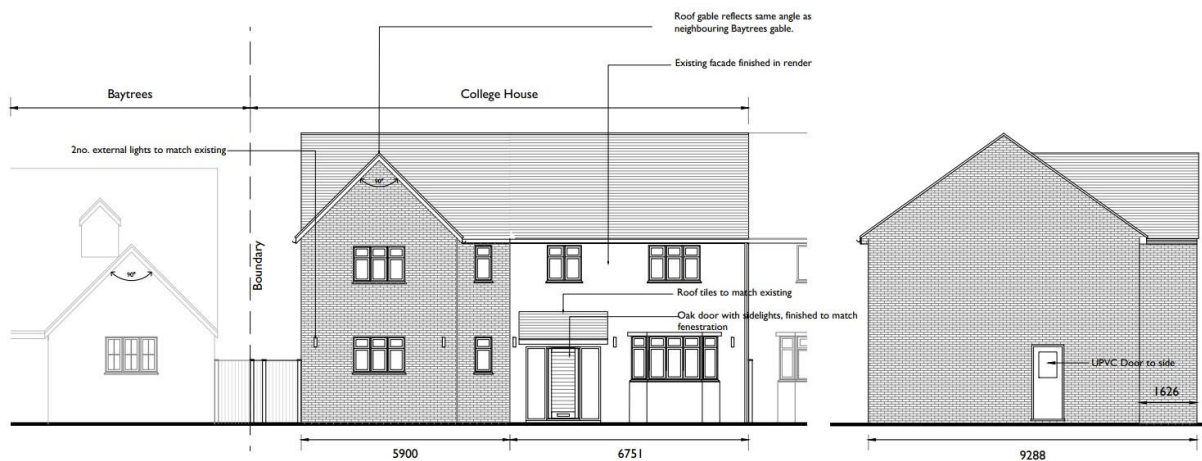 Roof gable reflects same angle as
neighbouring Baytrees gable.
Existing facade finished in render
Baytrees
College House
2no. external lights to match existing
90°
90°
Boundary
Roof tiles to match existing
Oak door with sidelights, finished to match
fenestration
UPVC Door to side
1626
5900
6751
9288